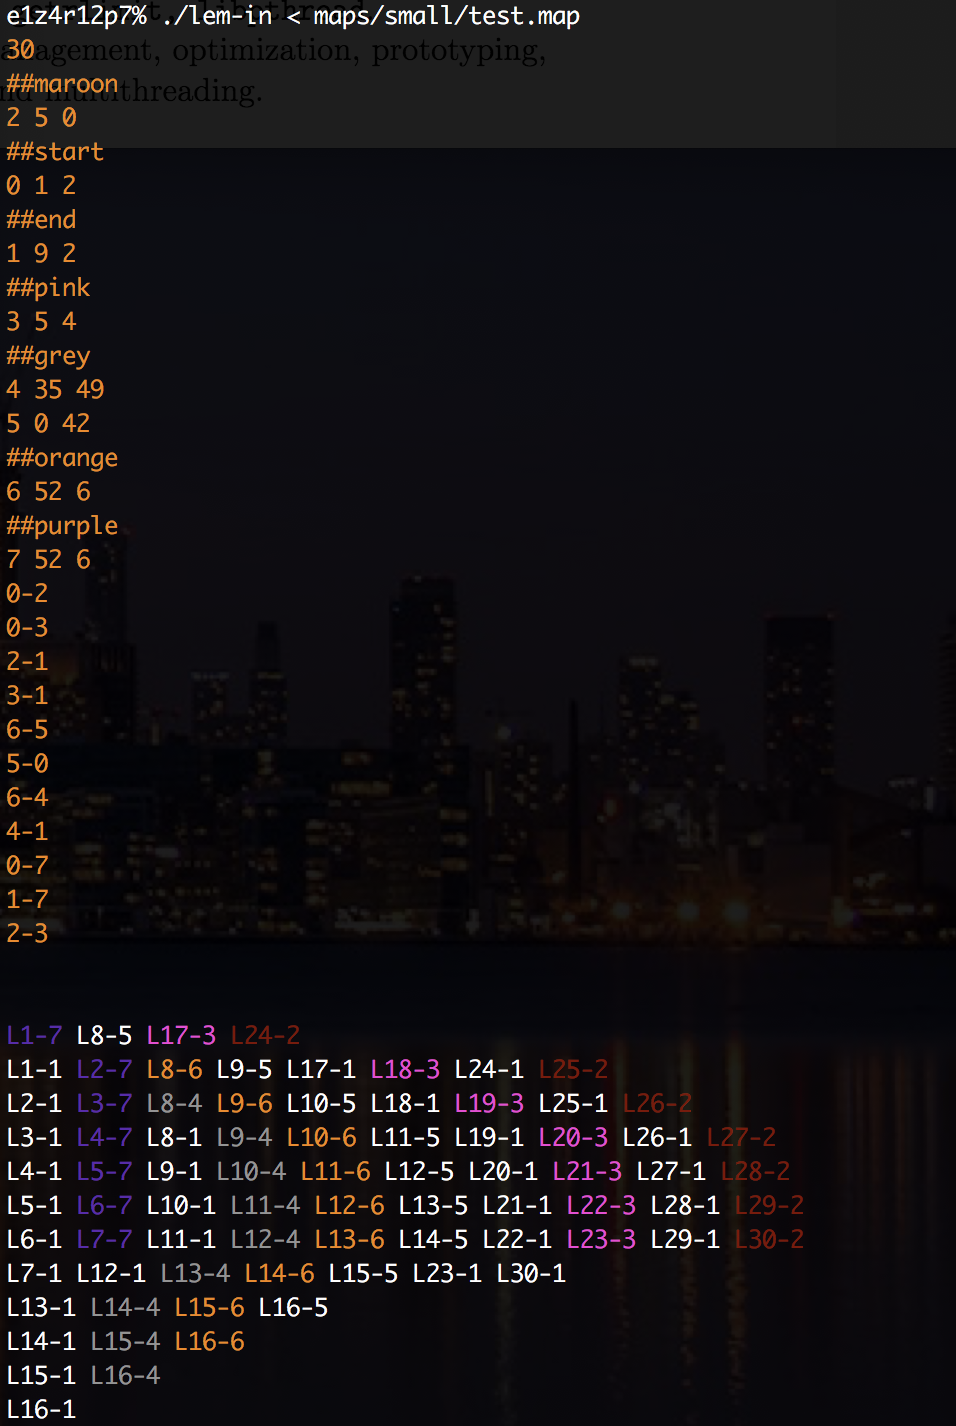 e1z4r12p7% ./lem-in < maps/small/test.map
30
agement, optimization, prototyping,
##maroon
multithreading.
2 5 0
##start
0 1 2
##end
1 9 2
##pink
3 5 4
##grey
4 35 49
5 0 42
##orange
6 52 6
##purple
7 52 6
0-2
0-3
2-1
3-1
6-5
5-0
6-4
4-1
0-7
1-7
2-3
L1-7 L8-5 L17-3 L24-2
L1-1 L2-7 L8-6 L9-5 L17-1 L18-3 L24-1 L25-2
L2-1 L3-7 L8-4 L9-6 L10-5 L18-1 L19-3 L25-1 L26-2
L3-1 L4-7 L8-1 L9-4 L10-6 L11-5 L19-1 L20-3 L26-1 L27-2
L4-1 L5-7 L9-1 L10-4 L11-6 L12-5 L20-1 L21-3 L27-1 L28-2
L5-1 L6-7 L10-1 L11-4 L12-6 L13-5 L21-1 L22-3 L28-1 L29-2
L6-1 L7-7 L11-1 L12-4 L13-6 L14-5 L22-1 L23-3 L29-1 L30-2
L7-1 L12-1 L13-4 L14-6 L15-5 L23-1 L30-1
L13-1 L14-4 L15-6 L16-5
L14-1 L15-4 L16-6
L15-1 L16-4
L16-1